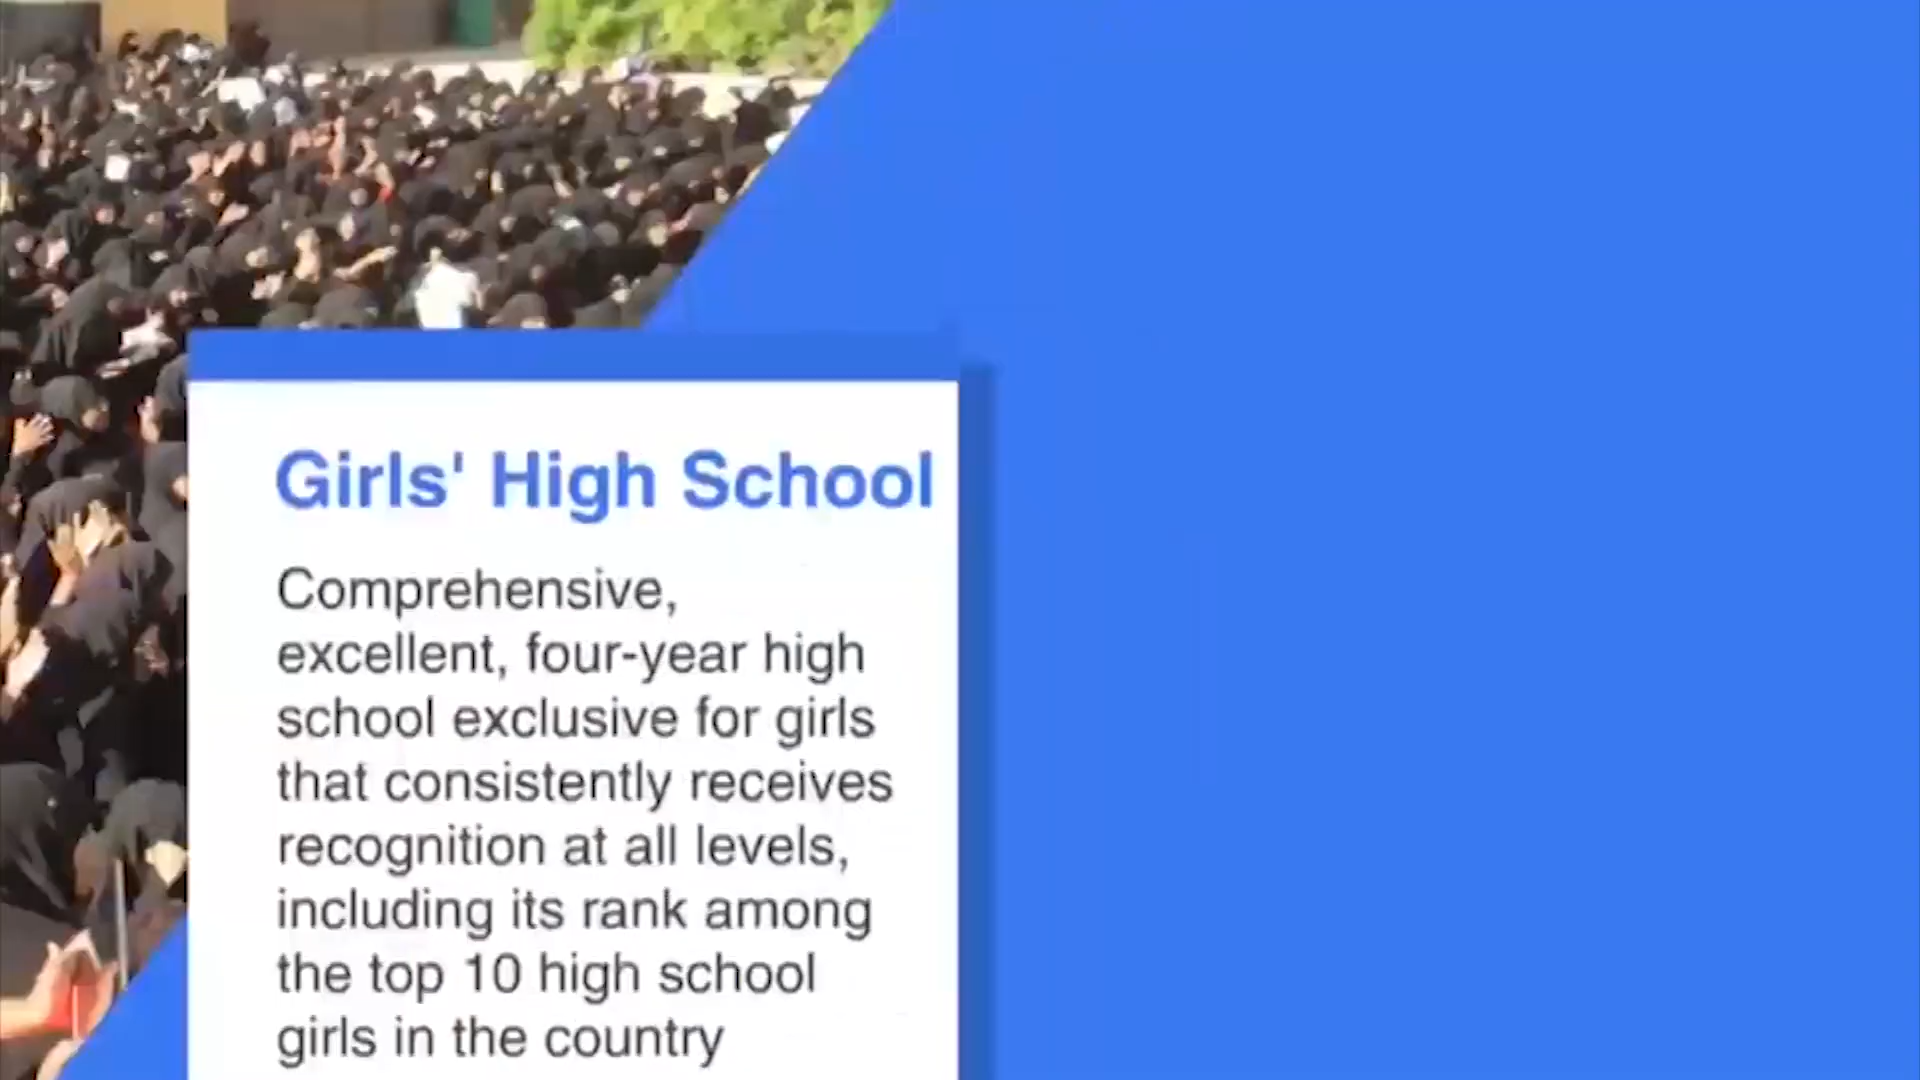 Girls' High School
Comprehensive,
excellent, four-year high
school exclusive for girls
that consistently receives
recognition at all levels,
including its rank among
the top 10 high school
girls in the country